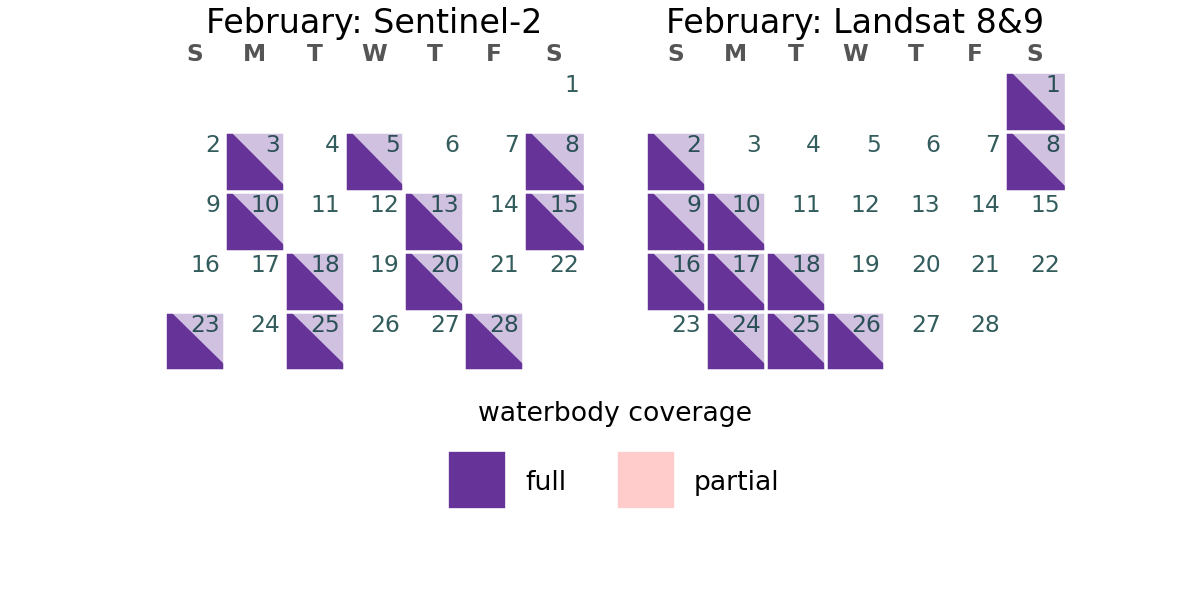 February: Sentinel-2
S M T W T F S
1
2 3 4 5 6 7 8
9 10 11 12 13 14 15
16 17 18 19 20 21 22
23 24 25 26 27 28
February: Landsat 8&9
S M T W T F S
1
2 3 4 5 6 7 8
9 10 11 12 13 14 15
16 17 18 19 20 21 22
23 24 25 26 27 28
waterbody coverage
full partial